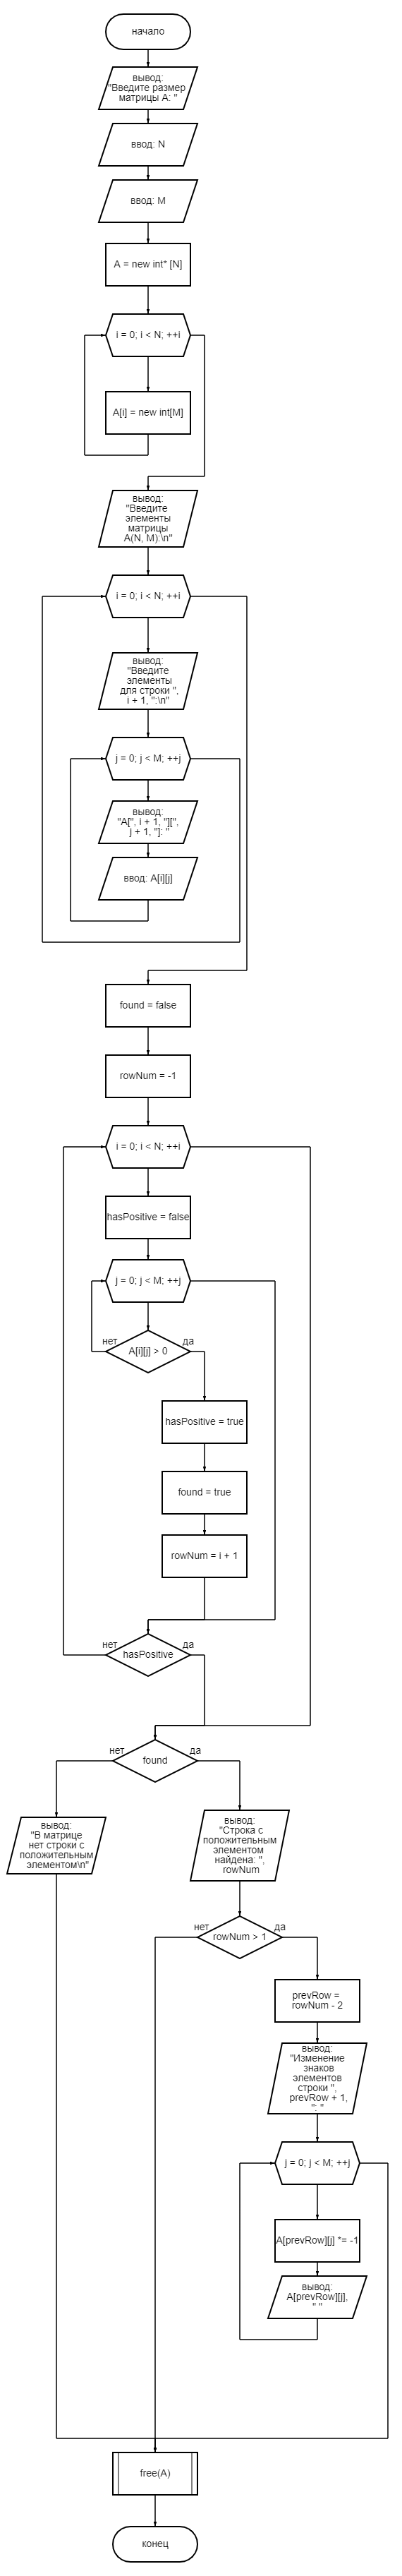 начало
вывод:
"Введите размер
матрицы A: "
ввод: N
ввод: M
A = new int* [N]
i = 0; i < N; ++i
A[i] = new int[M]
вывод:
"Введите
элементы
матрицы
A(N, M):\n"
i = 0; i < N; ++i
вывод:
"Введите
элементы
для строки ",
i + 1, ":\n"
j = 0; j < M; ++j
вывод:
"A[", i + 1, "][",
j + 1, "]: "
ввод: A[i][j]
found = false
rowNum = -1
i = 0; i < N; ++i
hasPositive = false
j = 0; j < M; ++j
нет
да
A[i][j] > 0
hasPositive = true
found = true
rowNum = i + 1
нет
да
hasPositive
нет
да
found
вывод:
"В матрице
нет строки с
положительным
элементом\n"
вывод:
"Строка с
положительным
элементом
найдена: ",
rowNum
нет
да
rowNum > 1
prevRow =
rowNum - 2
вывод:
"Изменение
знаков
элементов
строки ",
prevRow + 1,
": "
j = 0; j < M; ++j
A[prevRow][j] *= -1
вывод:
A[prevRow][j],
" "
free(A)
конец